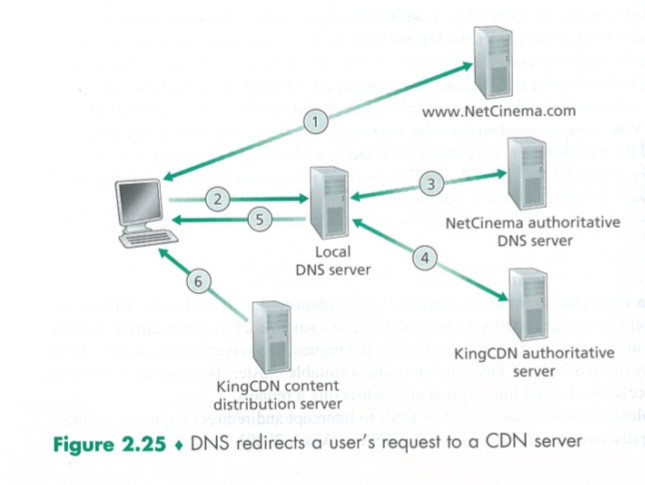 1
www.NetCinema.com
2
3
5
NetCinema authoritative
DNS server
Local
DNS server
4
6
KingCDN authoritative
server
KingCDN content
distribution server
Figure 2.25 ♦ DNS redirects a user's request to a CDN server